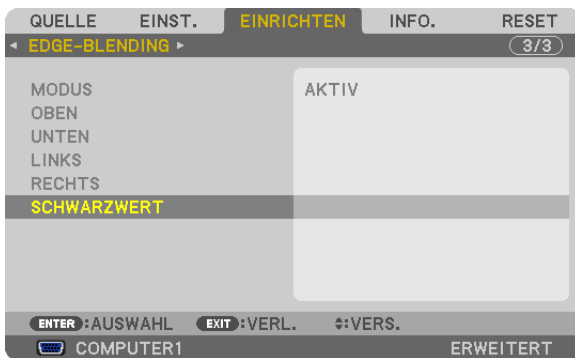 QUELLE EINST. EINRICHTEN INFO. RESET
◂ EDGE-BLENDING ▸ 3/3
MODUS AKTIV
OBEN
UNTEN
LINKS
RECHTS
SCHWARZWERT
ENTER :AUSWAHL EXIT :VERL. ♦:VERS.
COMPUTER1 ERWEITERT